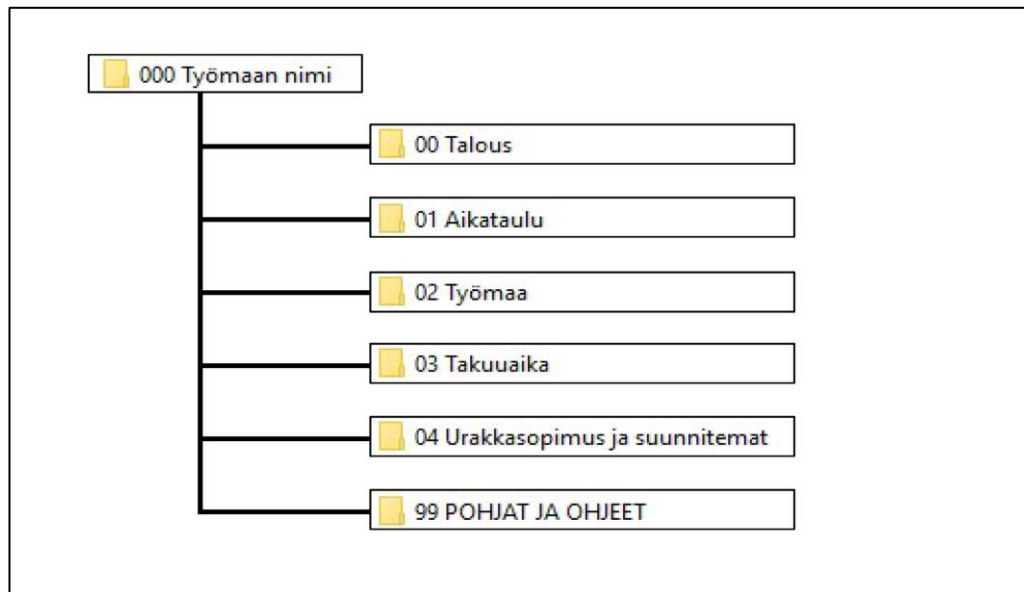 000 Työmaan nimi
00 Talous
01 Aikataulu
02 Työmaa
03 Takuuaika
04 Urakkasopimus ja suunnitemat
99 POHJAT JA OHJEET